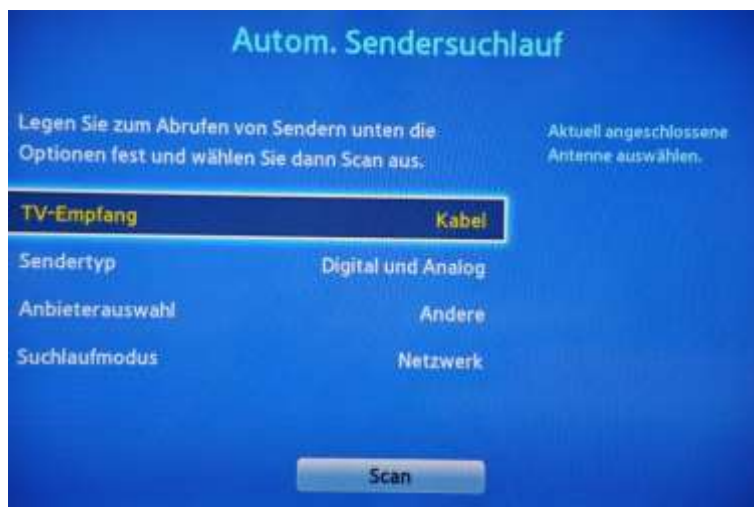 Autom. Sendersuchlauf
Legen Sie zum Abrufen von Sendern unten die
Optionen fest und wählen Sie dann Scan aus.
Aktuell angeschlossene
Antenne auswählen.
TV-Empfang Kabel
Sendertyp Digital und Analog
Anbieterauswahl Andere
Suchlaufmodus Netzwerk
Scan